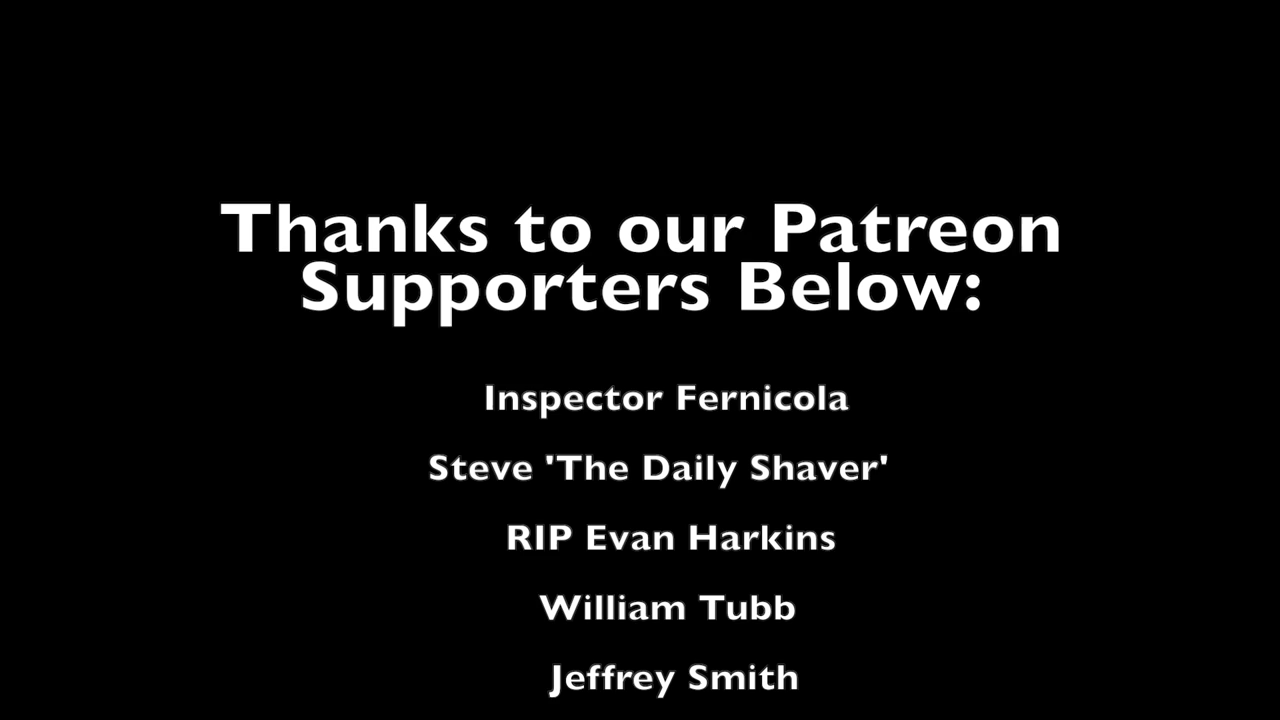 Thanks to our Patreon
Supporters Below:
Inspector Fernicola
Steve 'The Daily Shaver'
RIP Evan Harkins
William Tubb
Jeffrey Smith